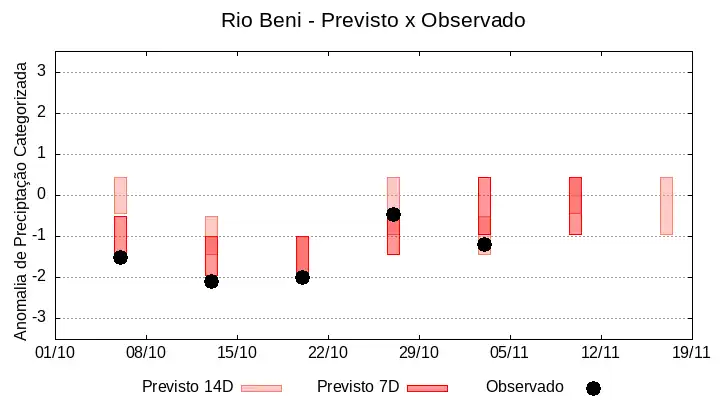 Rio Beni - Previsto x Observado
Anomalia de Preciptação Categorizada
3
2
1
0
-1
-2
-3
01/10 08/10 15/10 22/10 29/10 05/11 12/11 19/11
Previsto 14D Previsto 7D Observado